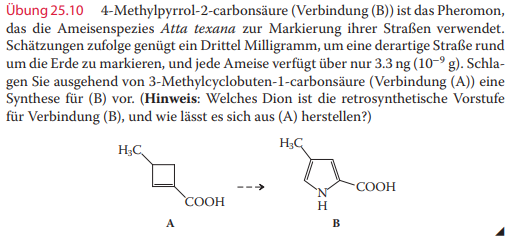 Übung 25.10 4-Methylpyrrol-2-carbonsäure (Verbindung (B)) ist das Pheromon,
das die Ameisenspezies Atta texana zur Markierung ihrer Straßen verwendet.
Schätzungen zufolge genügt ein Drittel Milligramm, um eine derartige Straße rund
um die Erde zu markieren, und jede Ameise verfügt über nur 3.3 ng (10⁻⁹ g). Schla-
gen Sie ausgehend von 3-Methylcyclobuten-1-carbonsäure (Verbindung (A)) eine
Synthese für (B) vor. (Hinweis: Welches Dion ist die retrosynthetische Vorstufe
für Verbindung (B), und wie lässt es sich aus (A) herstellen?)
H₃C
COOH
A
H₃C
N
H
COOH
B